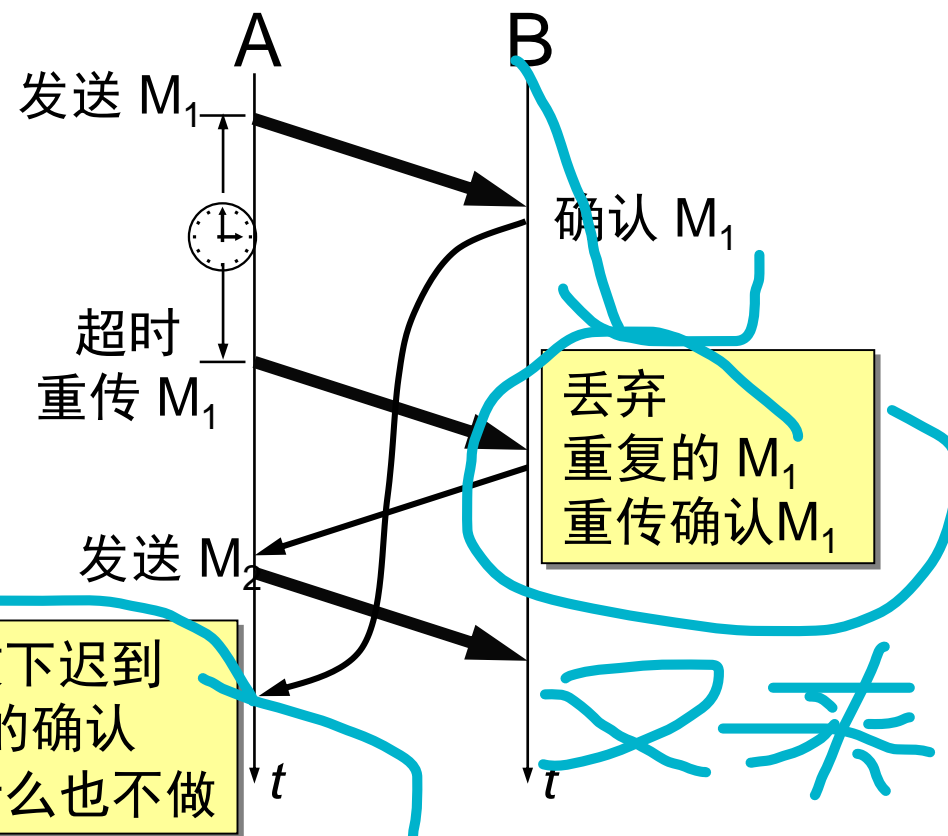 A
B
发送 M₁
确认 M₁
超时
重传 M₁
丢弃
重复的 M₁
重传确认M₁
发送 M₂
下迟到
的确认
么也不做
t
t
又来